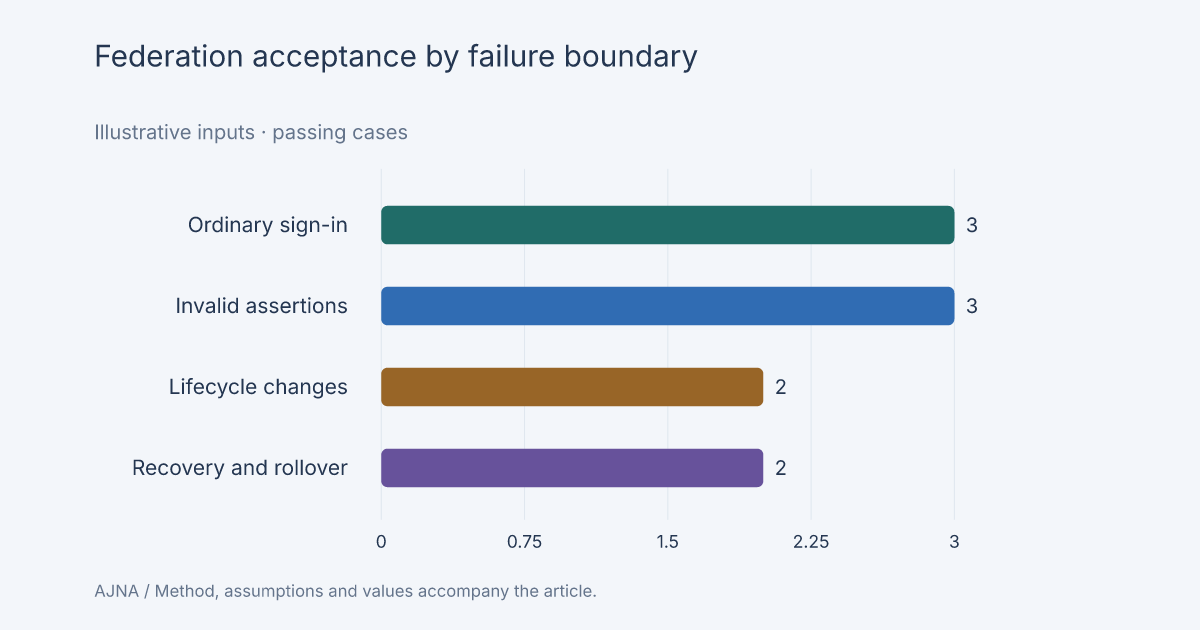 Federation acceptance by failure boundary
Illustrative inputs · passing cases
Ordinary sign-in 3
Invalid assertions 3
Lifecycle changes 2
Recovery and rollover 2
0 0.75 1.5 2.25 3
AJNA / Method, assumptions and values accompany the article.